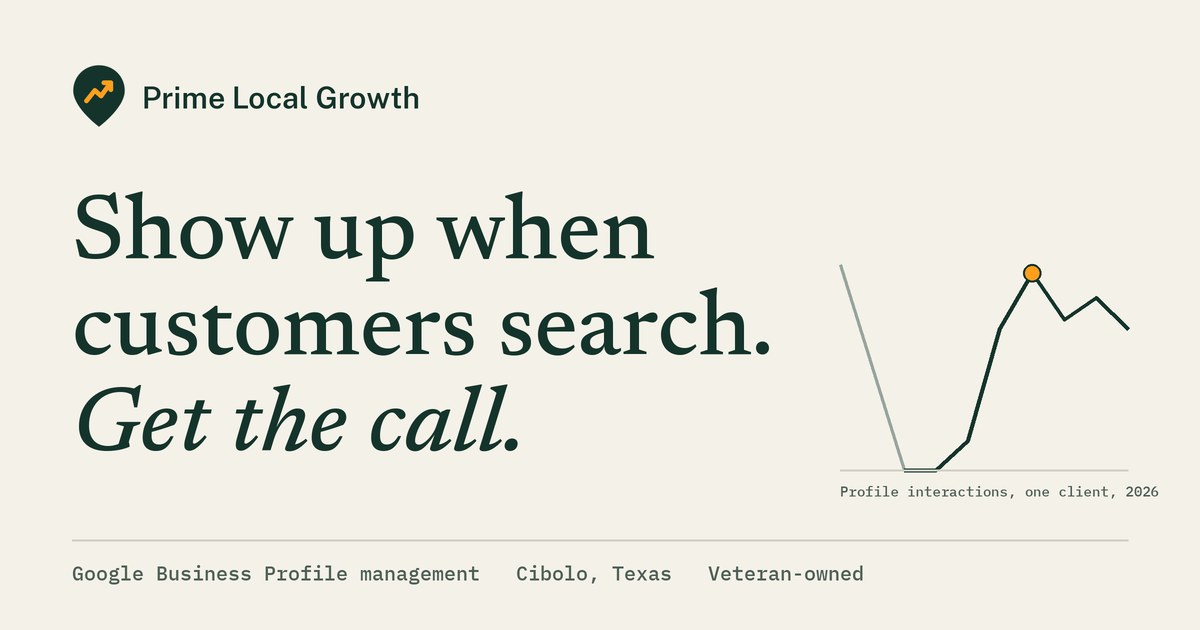 Prime Local Growth
Show up when
customers search.
Get the call.
Profile interactions, one client, 2026
Google Business Profile management Cibolo, Texas Veteran-owned